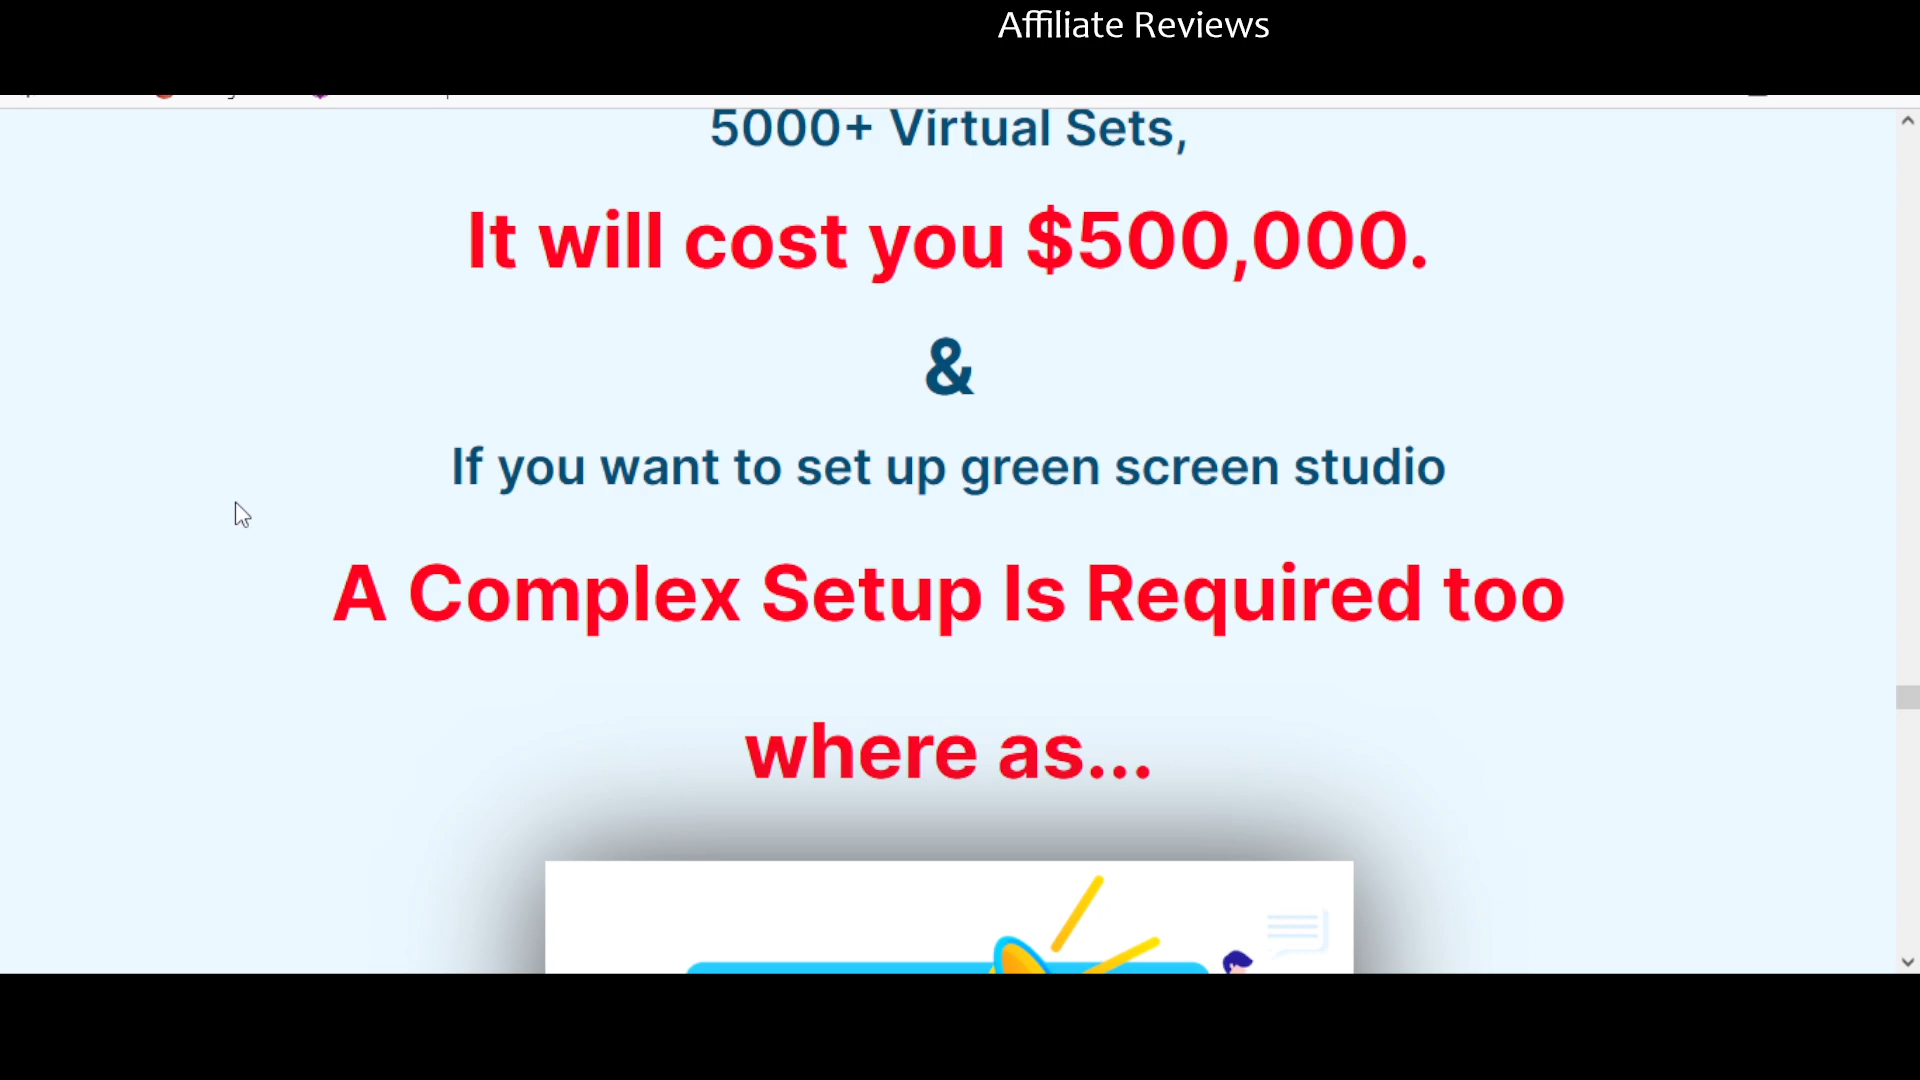 Affiliate Reviews
5000+ Virtual Sets,
It will cost you $500,000.
&
If you want to set up green screen studio
A Complex Setup Is Required too
where as...